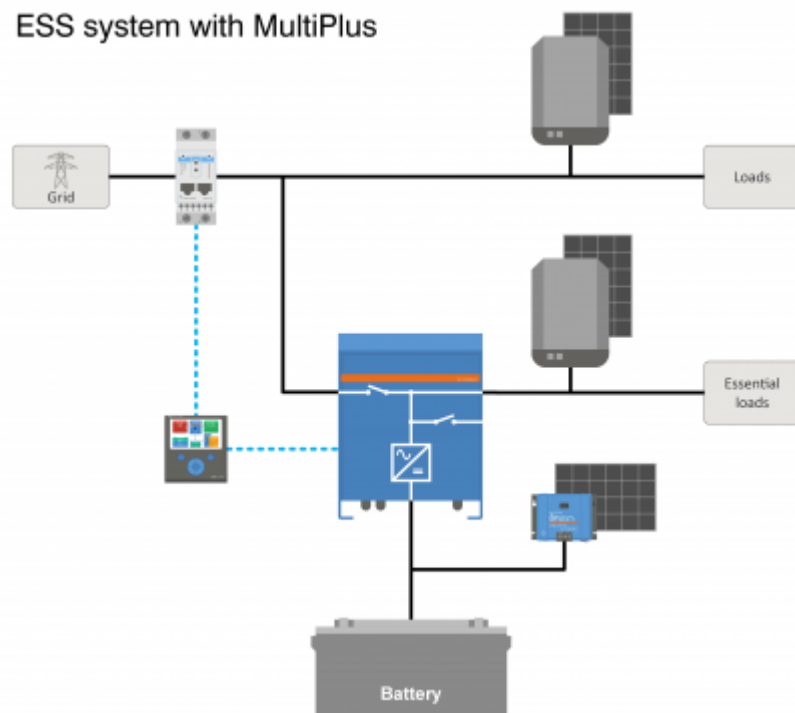 ESS system with MultiPlus
Grid
Loads
Essential
loads
Battery